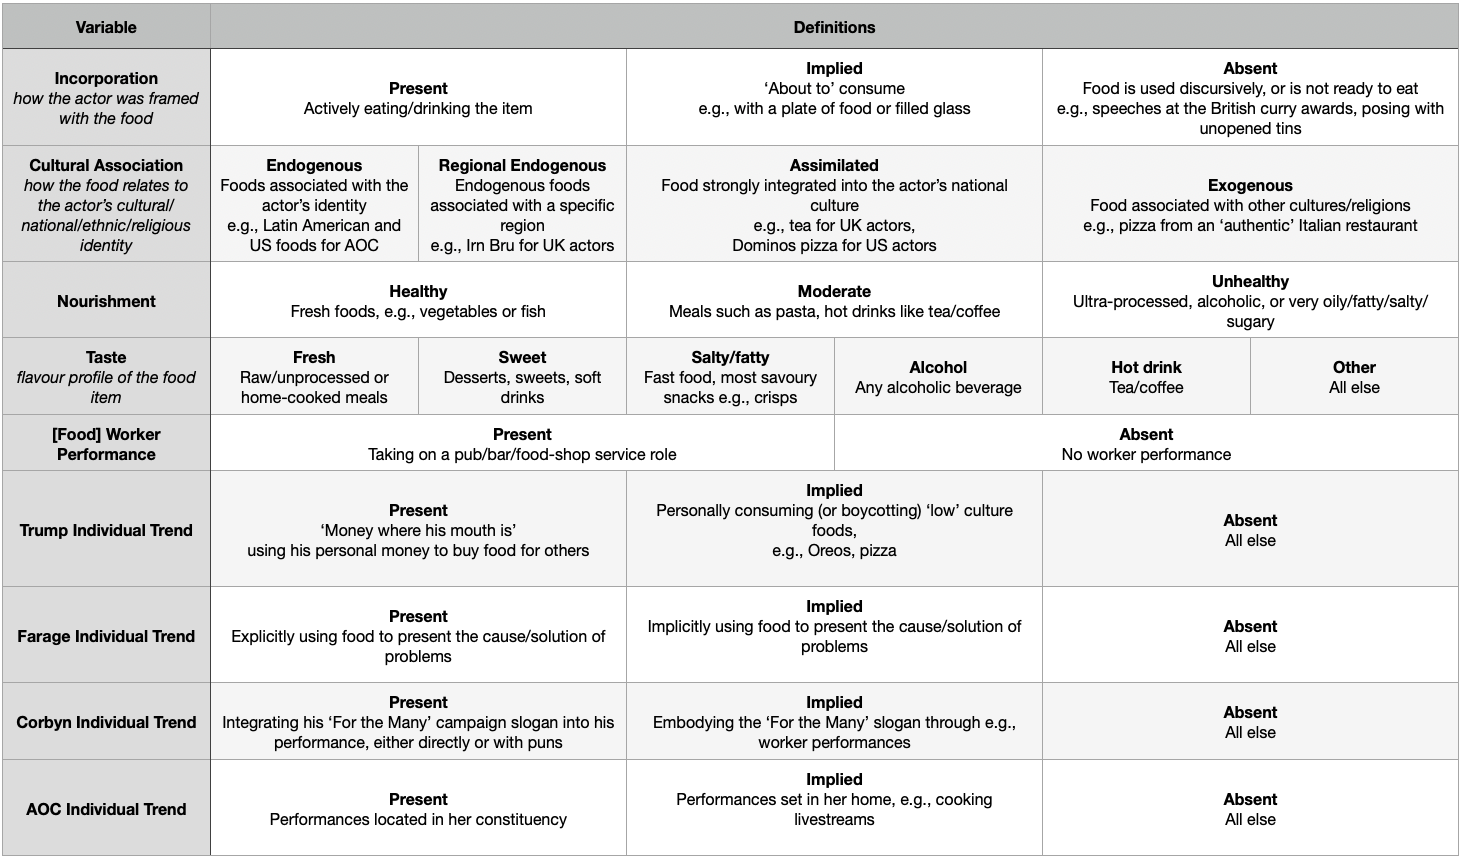 Variable
Definitions
Incorporation
how the actor was framed
with the food
Present
Actively eating/drinking the item
Implied
‘About to’ consume
e.g., with a plate of food or filled glass
Absent
Food is used discursively, or is not ready to eat
e.g., speeches at the British curry awards, posing with
unopened tins
Cultural Association
how the food relates to
the actor’s cultural/
national/ethnic/religious
identity
Endogenous
Foods associated with the
actor’s identity
e.g., Latin American and
US foods for AOC
Regional Endogenous
Endogenous foods
associated with a specific
region
e.g., Irn Bru for UK actors
Assimilated
Food strongly integrated into the actor’s national
culture
e.g., tea for UK actors,
Dominos pizza for US actors
Exogenous
Food associated with other cultures/religions
e.g., pizza from an ‘authentic’ Italian restaurant
Nourishment
Healthy
Fresh foods, e.g., vegetables or fish
Moderate
Meals such as pasta, hot drinks like tea/coffee
Unhealthy
Ultra-processed, alcoholic, or very oily/fatty/salty/
sugary
Taste
flavour profile of the food
item
Fresh
Raw/unprocessed or
home-cooked meals
Sweet
Desserts, sweets, soft
drinks
Salty/fatty
Fast food, most savoury
snacks e.g., crisps
Alcohol
Any alcoholic beverage
Hot drink
Tea/coffee
Other
All else
[Food] Worker
Performance
Present
Taking on a pub/bar/food-shop service role
Absent
No worker performance
Trump Individual Trend
Present
‘Money where his mouth is’
using his personal money to buy food for others
Implied
Personally consuming (or boycotting) ‘low’ culture
foods,
e.g., Oreos, pizza
Absent
All else
Farage Individual Trend
Present
Explicitly using food to present the cause/solution of
problems
Implied
Implicitly using food to present the cause/solution of
problems
Absent
All else
Corbyn Individual Trend
Present
Integrating his ‘For the Many’ campaign slogan into his
performance, either directly or with puns
Implied
Embodying the ‘For the Many’ slogan through e.g.,
worker performances
Absent
All else
AOC Individual Trend
Present
Performances located in her constituency
Implied
Performances set in her home, e.g., cooking
livestreams
Absent
All else